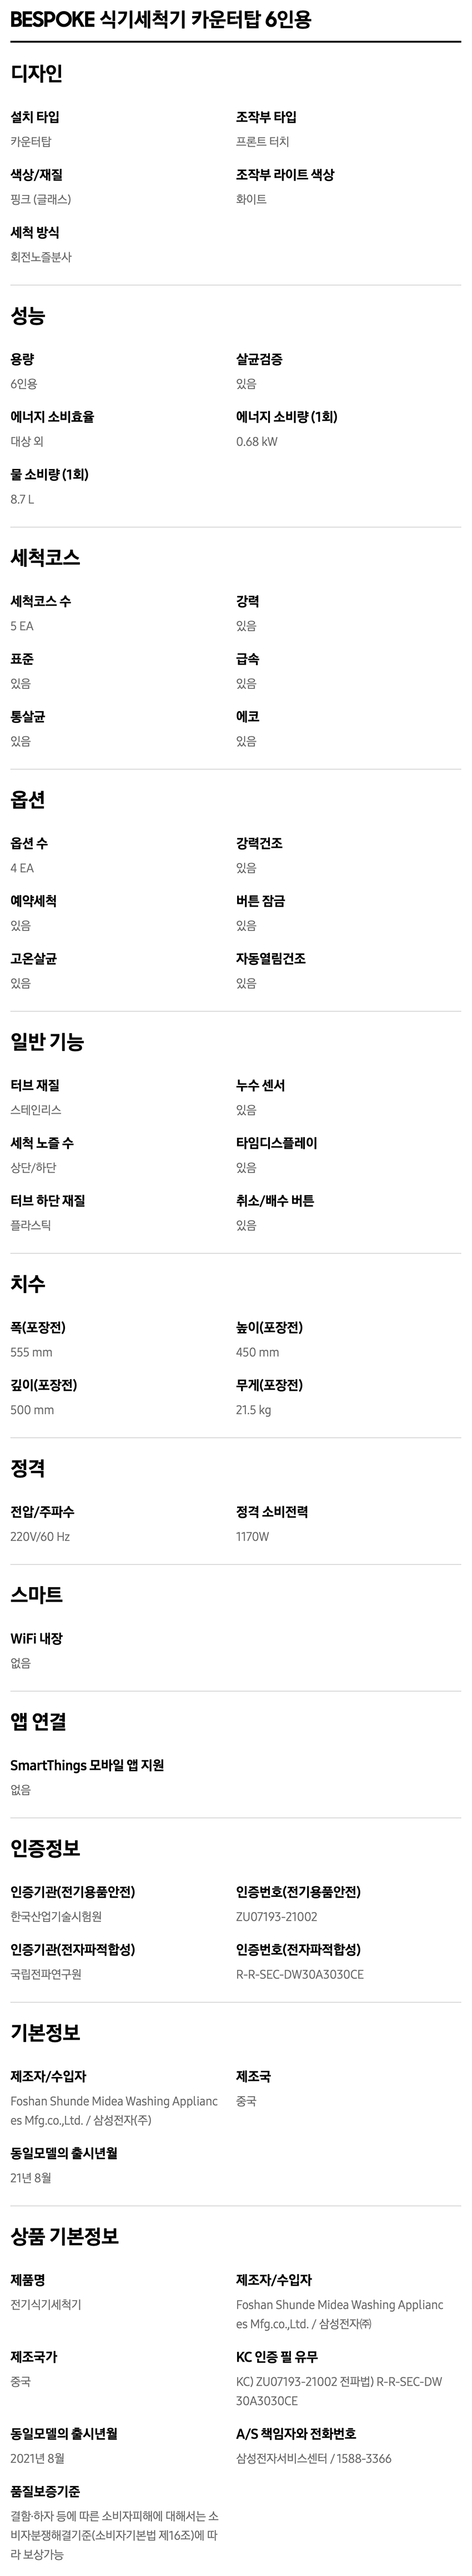 BESPOKE 식기세척기 카운터탑 6인용
디자인
설치 타입
카운터탑
조작부 타입
프론트 터치
색상/재질
핑크 (글래스)
조작부 라이트 색상
화이트
세척 방식
회전노즐분사
성능
용량
6인용
살균검증
있음
에너지 소비효율
대상 외
에너지 소비량 (1회)
0.68 kW
물 소비량 (1회)
8.7 L
세척코스
세척코스 수
5 EA
강력
있음
표준
있음
급속
있음
통살균
있음
에코
있음
옵션
옵션 수
4 EA
강력건조
있음
예약세척
있음
버튼 잠금
있음
고온살균
있음
자동열림건조
있음
일반 기능
터브 재질
스테인리스
누수 센서
있음
세척 노즐 수
상단/하단
타임디스플레이
있음
터브 하단 재질
플라스틱
취소/배수 버튼
있음
치수
폭(포장전)
555 mm
높이(포장전)
450 mm
깊이(포장전)
500 mm
무게(포장전)
21.5 kg
정격
전압/주파수
220V/60 Hz
정격 소비전력
1170W
스마트
WiFi 내장
없음
앱 연결
SmartThings 모바일 앱 지원
없음
인증정보
인증기관(전기용품안전)
한국산업기술시험원
인증번호(전기용품안전)
ZU07193-21002
인증기관(전자파적합성)
국립전파연구원
인증번호(전자파적합성)
R-R-SEC-DW30A3030CE
기본정보
제조자/수입자
Foshan Shunde Midea Washing Applianc
es Mfg.co.,Ltd. / 삼성전자(주)
제조국
중국
동일모델의 출시년월
21년 8월
상품 기본정보
제품명
전기식기세척기
제조자/수입자
Foshan Shunde Midea Washing Applianc
es Mfg.co.,Ltd. / 삼성전자㈜
제조국가
중국
KC 인증 필 유무
KC) ZU07193-21002 전파법) R-R-SEC-DW
30A3030CE
동일모델의 출시년월
2021년 8월
A/S 책임자와 전화번호
삼성전자서비스센터 / 1588-3366
품질보증기준
결함·하자 등에 따른 소비자피해에 대해서는 소
비자분쟁해결기준(소비자기본법 제16조)에 따
라 보상가능